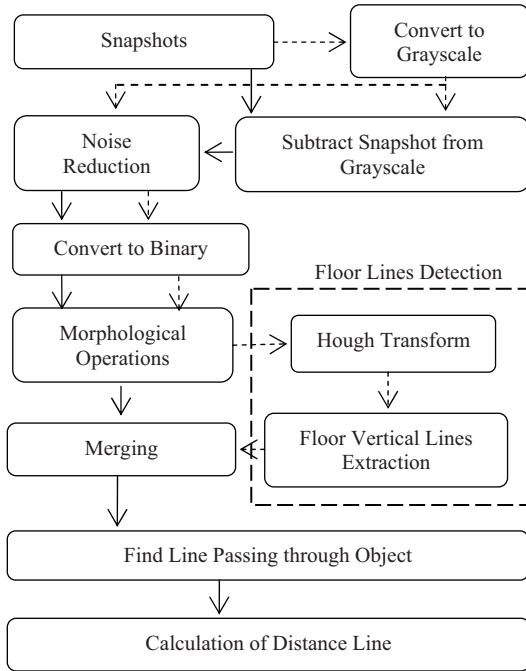 Snapshots
Convert to
Grayscale
Noise
Reduction
Subtract Snapshot from
Grayscale
Convert to Binary
Floor Lines Detection
Morphological
Operations
Hough Transform
Merging
Floor Vertical Lines
Extraction
Find Line Passing through Object
Calculation of Distance Line